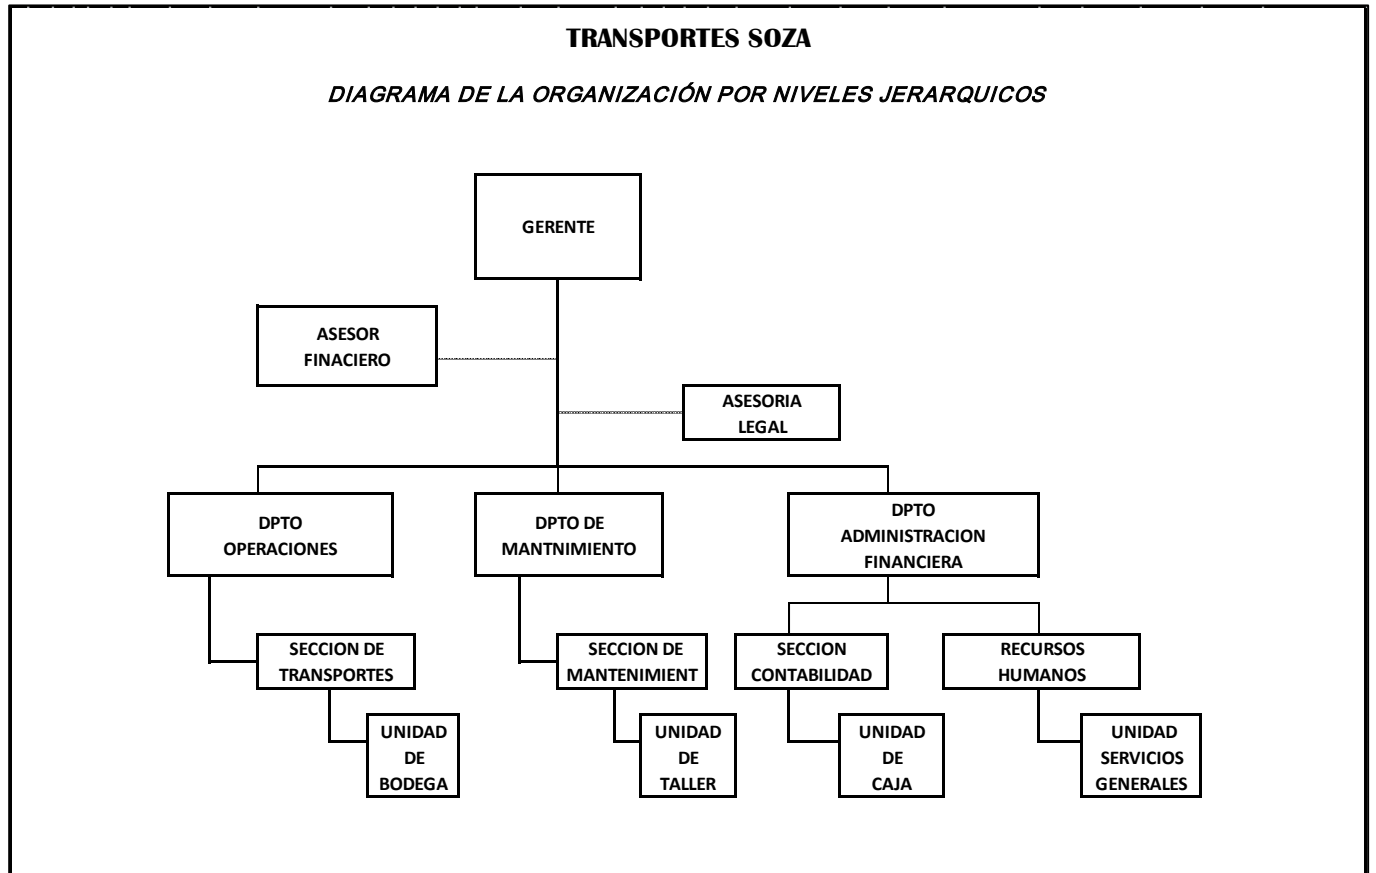 TRANSPORTES SOZA
DIAGRAMA DE LA ORGANIZACIÓN POR NIVELES JERARQUICOS
GERENTE
ASESOR
FINACIERO
ASESORIA
LEGAL
DPTO
OPERACIONES
DPTO DE
MANTNIMIENTO
DPTO
ADMINISTRACION
FINANCIERA
SECCION DE
TRANSPORTES
SECCION DE
MANTENIMIENT
SECCION
CONTABILIDAD
RECURSOS
HUMANOS
UNIDAD
DE
BODEGA
UNIDAD
DE
TALLER
UNIDAD
DE
CAJA
UNIDAD
SERVICIOS
GENERALES